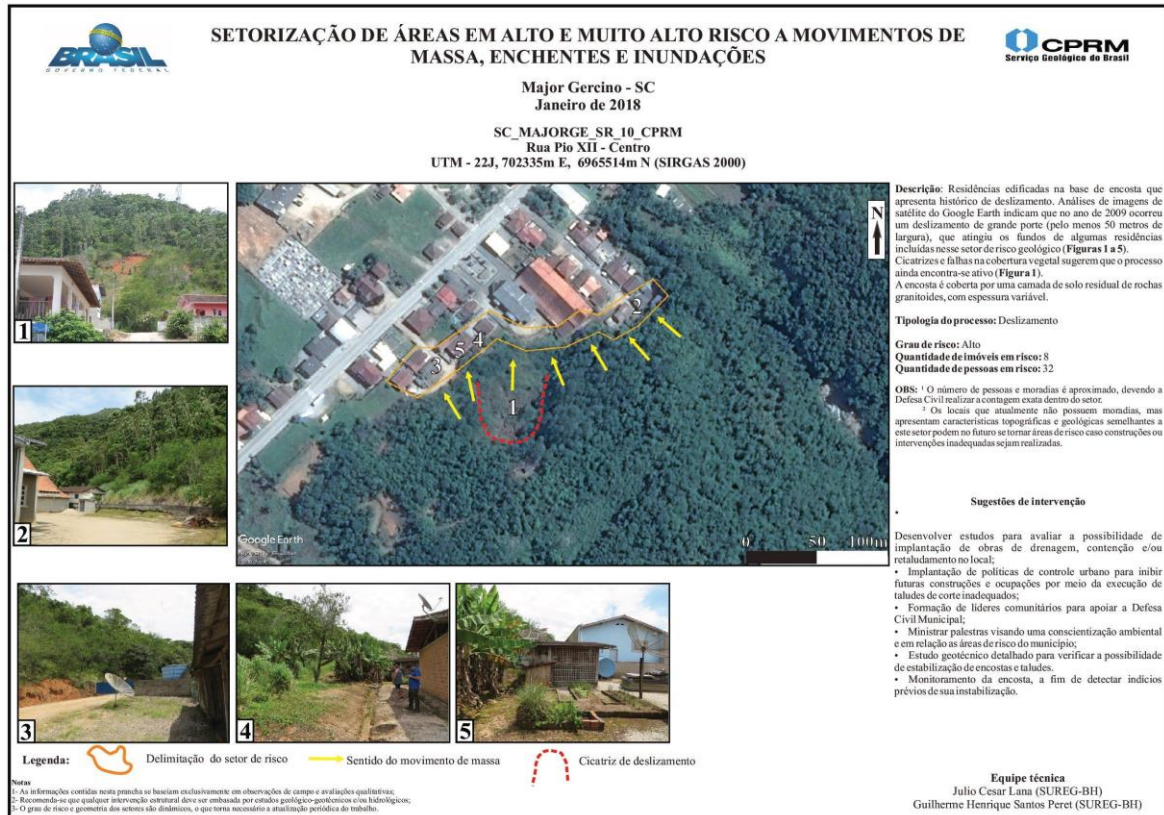 BRASIL
GOVERNO FEDERAL
SETORIZAÇÃO DE ÁREAS EM ALTO E MUITO ALTO RISCO A MOVIMENTOS DE
MASSA, ENCHENTES E INUNDAÇÕES
CPRM
Serviço Geológico do Brasil
Major Gercino - SC
Janeiro de 2018
SC_MAJORGE_SR_10_CPRM
Rua Pio XII - Centro
UTM - 22J, 702335m E, 6965514m N (SIRGAS 2000)
1
2
N
2
4
5
3
1
Google Earth
0 50 100m
Descrição: Residências edificadas na base de encosta que
apresenta histórico de deslizamento. Análises de imagens de
satélite do Google Earth indicam que no ano de 2009 ocorreu
um deslizamento de grande porte (pelo menos 50 metros de
largura), que atingiu os fundos de algumas residências
incluídas nesse setor de risco geológico (Figuras 1 a 5).
Cicatrizes e falhas na cobertura vegetal sugerem que o processo
ainda encontra-se ativo (Figura 1).
A encosta é coberta por uma camada de solo residual de rochas
granitoides, com espessura variável.
Tipologia do processo: Deslizamento
Grau de risco: Alto
Quantidade de imóveis em risco: 8
Quantidade de pessoas em risco: 32
OBS: ¹ O número de pessoas e moradias é aproximado, devendo a
Defesa Civil realizar a contagem exata dentro do setor.
² Os locais que atualmente não possuem moradias, mas
apresentam características topográficas e geológicas semelhantes a
este setor podem no futuro se tornar áreas de risco caso construções ou
intervenções inadequadas sejam realizadas.
Sugestões de intervenção
•
Desenvolver estudos para avaliar a possibilidade de
implantação de obras de drenagem, contenção e/ou
retaludamento no local;
• Implantação de políticas de controle urbano para inibir
futuras construções e ocupações por meio da execução de
taludes de corte inadequados;
• Formação de líderes comunitários para apoiar a Defesa
Civil Municipal;
• Ministrar palestras visando uma conscientização ambiental
e em relação as áreas de risco do município;
• Estudo geotécnico detalhado para verificar a possibilidade
de estabilização de encostas e taludes.
• Monitoramento da encosta, a fim de detectar indícios
prévios de sua instabilização.
3
4
5
Legenda: Delimitação do setor de risco Sentido do movimento de massa Cicatriz de deslizamento
Notas
1- As informações contidas nesta prancha se baseiam exclusivamente em observações de campo e avaliações qualitativas;
2- Recomenda-se que qualquer intervenção estrutural deve ser embasada por estudos geológico-geotécnicos e/ou hidrológicos;
3- O grau de risco e geometria dos setores são dinâmicos, o que torna necessário a atualização periódica do trabalho.
Equipe técnica
Julio Cesar Lana (SUREG-BH)
Guilherme Henrique Santos Peret (SUREG-BH)